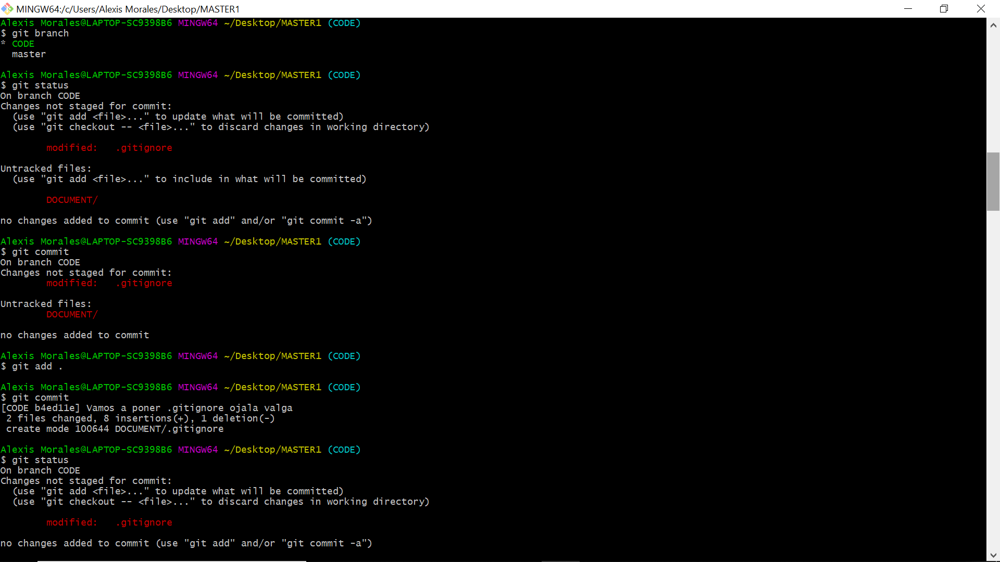 MINGW64:/c/Users/Alexis Morales/Desktop/MASTER1
Alexis Morales@LAPTOP-SC9398B6 MINGW64 ~/Desktop/MASTER1 (CODE)
$ git branch
* CODE
  master

Alexis Morales@LAPTOP-SC9398B6 MINGW64 ~/Desktop/MASTER1 (CODE)
$ git status
On branch CODE
Changes not staged for commit:
  (use "git add <file>..." to update what will be committed)
  (use "git checkout -- <file>..." to discard changes in working directory)

        modified:   .gitignore

Untracked files:
  (use "git add <file>..." to include in what will be committed)

        DOCUMENT/

no changes added to commit (use "git add" and/or "git commit -a")

Alexis Morales@LAPTOP-SC9398B6 MINGW64 ~/Desktop/MASTER1 (CODE)
$ git commit
On branch CODE
Changes not staged for commit:
        modified:   .gitignore

Untracked files:
        DOCUMENT/

no changes added to commit

Alexis Morales@LAPTOP-SC9398B6 MINGW64 ~/Desktop/MASTER1 (CODE)
$ git add .

Alexis Morales@LAPTOP-SC9398B6 MINGW64 ~/Desktop/MASTER1 (CODE)
$ git commit
[CODE b4ed11e] Vamos a poner .gitignore ojala valga
 2 files changed, 8 insertions(+), 1 deletion(-)
 create mode 100644 DOCUMENT/.gitignore

Alexis Morales@LAPTOP-SC9398B6 MINGW64 ~/Desktop/MASTER1 (CODE)
$ git status
On branch CODE
Changes not staged for commit:
  (use "git add <file>..." to update what will be committed)
  (use "git checkout -- <file>..." to discard changes in working directory)

        modified:   .gitignore

no changes added to commit (use "git add" and/or "git commit -a")